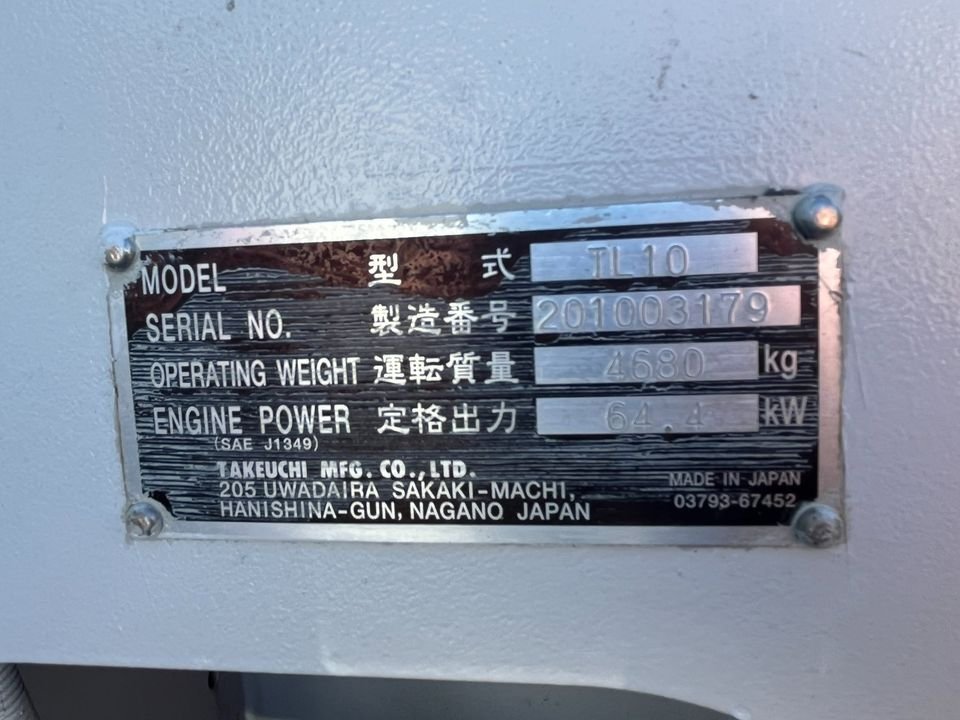 MODEL 型 式 TL10
SERIAL NO. 製造番号 201003179
OPERATING WEIGHT 運転質量 4680 kg
ENGINE POWER 定格出力 64.4 kW
(SAE J1349)
TAKEUCHI MFG. CO.,LTD.
205 UWADAIRA SAKAKI-MACHI,
HANISHINA-GUN, NAGANO JAPAN
MADE IN JAPAN
03793-67452